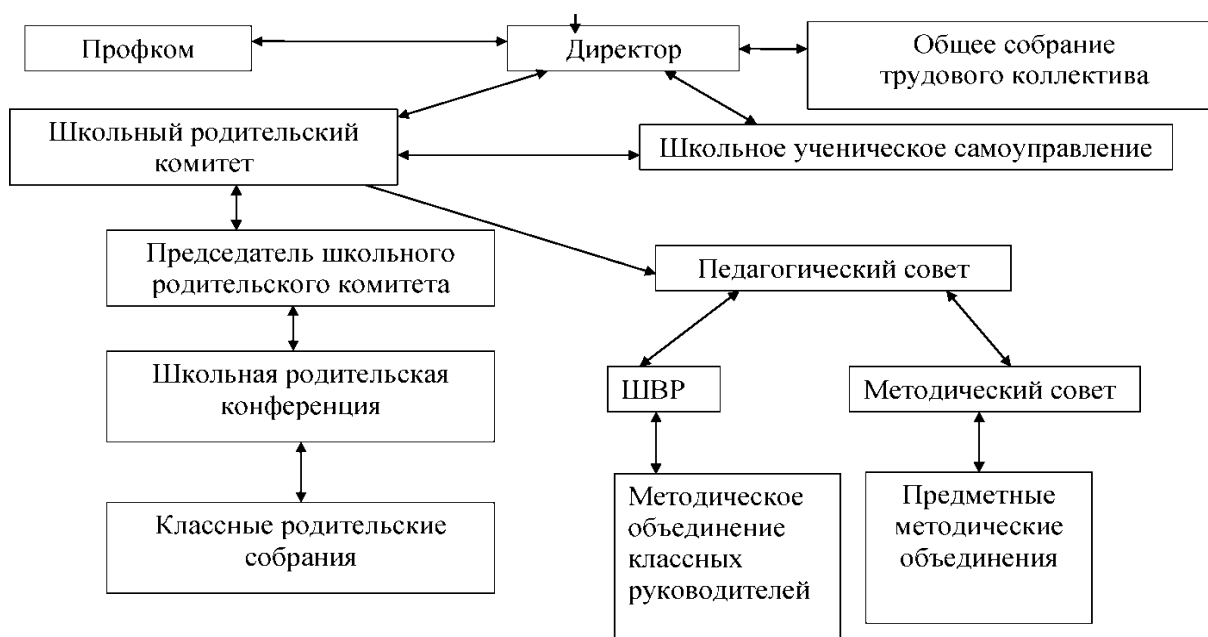 Профком
Директор
Общее собрание
трудового коллектива
Школьный родительский
комитет
Школьное ученическое самоуправление
Председатель школьного
родительского комитета
Педагогический совет
Школьная родительская
конференция
ШВР
Методический совет
Классные родительские
собрания
Методическое
объединение
классных
руководителей
Предметные
методические
объединения